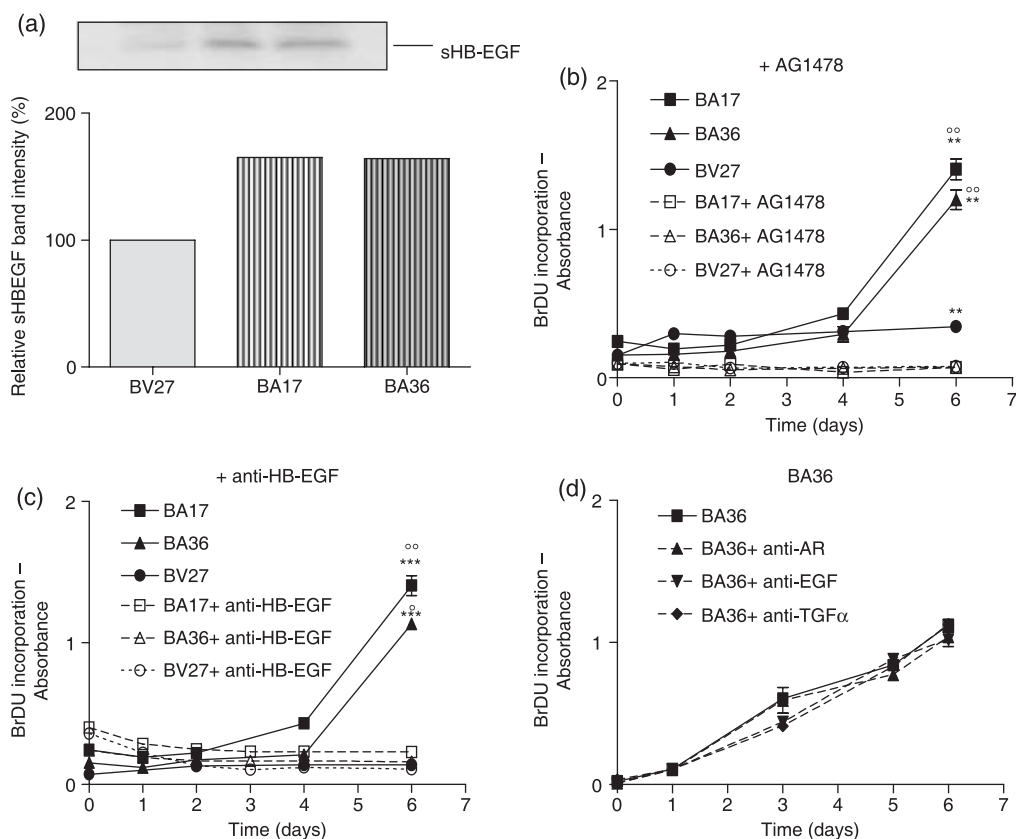 (a)
sHB-EGF
Relative sHBEGF band intensity (%)
200
100
0
BV27
BA17
BA36
(b)
+ AG1478
BrDU incorporation –
Absorbance
2
1
0
BA17
BA36
BV27
BA17+ AG1478
BA36+ AG1478
BV27+ AG1478
°°
**
°°
**
**
0 1 2 3 4 5 6 7
Time (days)
(c)
+ anti-HB-EGF
BrDU incorporation –
Absorbance
2
1
0
BA17
BA36
BV27
BA17+ anti-HB-EGF
BA36+ anti-HB-EGF
BV27+ anti-HB-EGF
°°
***
°
***
0 1 2 3 4 5 6 7
Time (days)
(d)
BA36
BrDU incorporation –
Absorbance
2
1
0
BA36
BA36+ anti-AR
BA36+ anti-EGF
BA36+ anti-TGFα
0 1 2 3 4 5 6 7
Time (days)